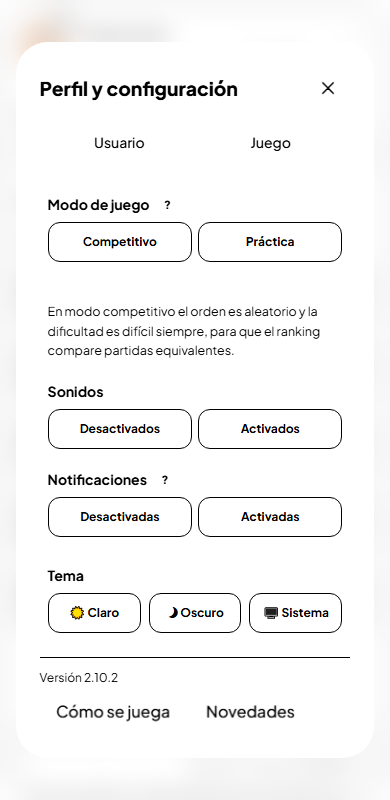 Perfil y configuración
Usuario Juego
Modo de juego ?
Competitivo Práctica
En modo competitivo el orden es aleatorio y la
dificultad es difícil siempre, para que el ranking
compare partidas equivalentes.
Sonidos
Desactivados Activados
Notificaciones ?
Desactivadas Activadas
Tema
Claro Oscuro Sistema
Versión 2.10.2
Cómo se juega Novedades